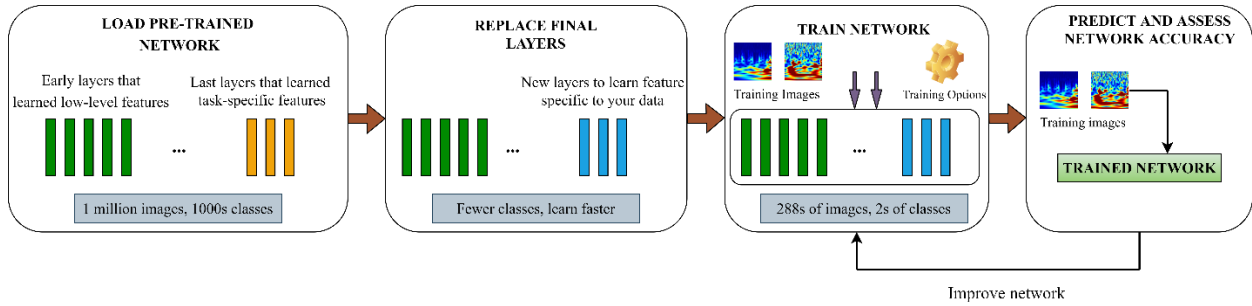 LOAD PRE-TRAINED
NETWORK
Early layers that
learned low-level features
Last layers that learned
task-specific features
...
1 million images, 1000s classes
REPLACE FINAL
LAYERS
New layers to learn feature
specific to your data
...
Fewer classes, learn faster
TRAIN NETWORK
Training Images
Training Options
...
288s of images, 2s of classes
PREDICT AND ASSESS
NETWORK ACCURACY
Training images
TRAINED NETWORK
Improve network